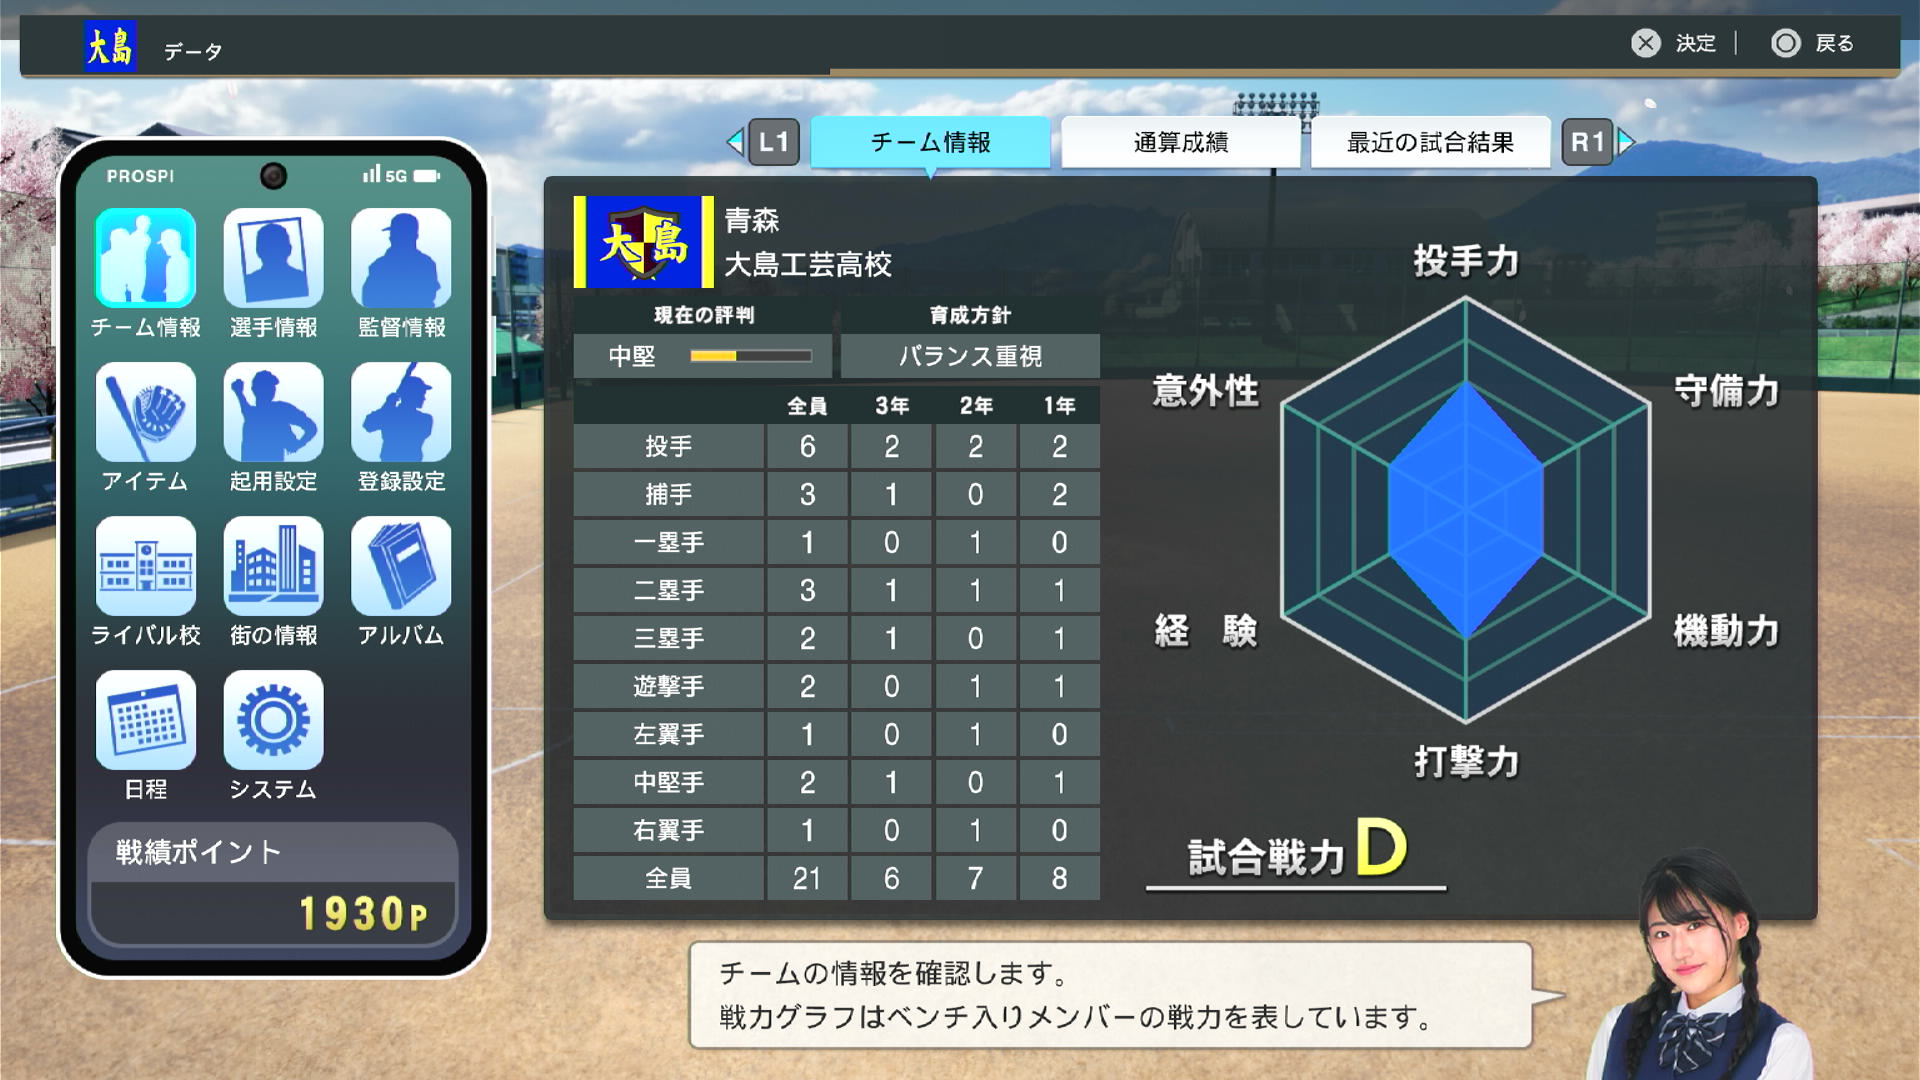 大島 データ
決定 | 戻る
PROSPI 5G
チーム情報 選手情報 監督情報
アイテム 起用設定 登録設定
ライバル校 街の情報 アルバム
日程 システム
戦績ポイント
1930P
L1 チーム情報 通算成績 最近の試合結果 R1
大島
青森
大島工芸高校
現在の評判 育成方針
中堅 バランス重視
全員 3年 2年 1年
投手 6 2 2 2
捕手 3 1 0 2
一塁手 1 0 1 0
二塁手 3 1 1 1
三塁手 2 1 0 1
遊撃手 2 0 1 1
左翼手 1 0 1 0
中堅手 2 1 0 1
右翼手 1 0 1 0
全員 21 6 7 8
投手力
意外性 守備力
経験 機動力
打撃力
試合戦力 D
チームの情報を確認します。
戦力グラフはベンチ入りメンバーの戦力を表しています。